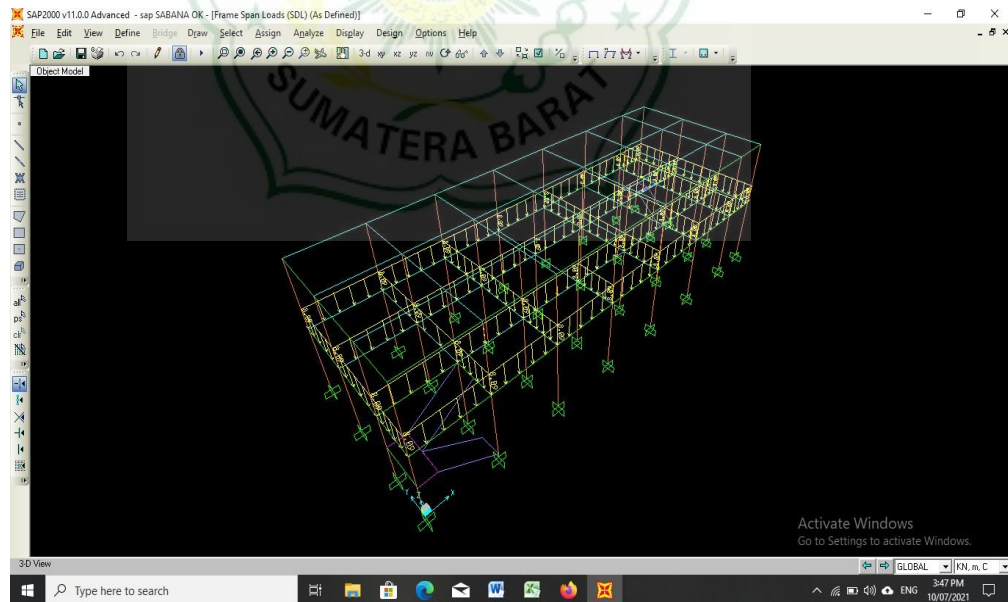 SAP2000 v11.0.0 Advanced - sap SABANA OK - [Frame Span Loads (SDL) (As Defined)]
File Edit View Define Bridge Draw Select Assign Analyze Display Design Options Help
3-d xy xz yz nv
Object Model
SUMATERA BARAT
all
ps
clr
Y Z X
Activate Windows
Go to Settings to activate Windows.
3-D View
GLOBAL
KN, m, C
Type here to search
ENG
3:47 PM
10/07/2021